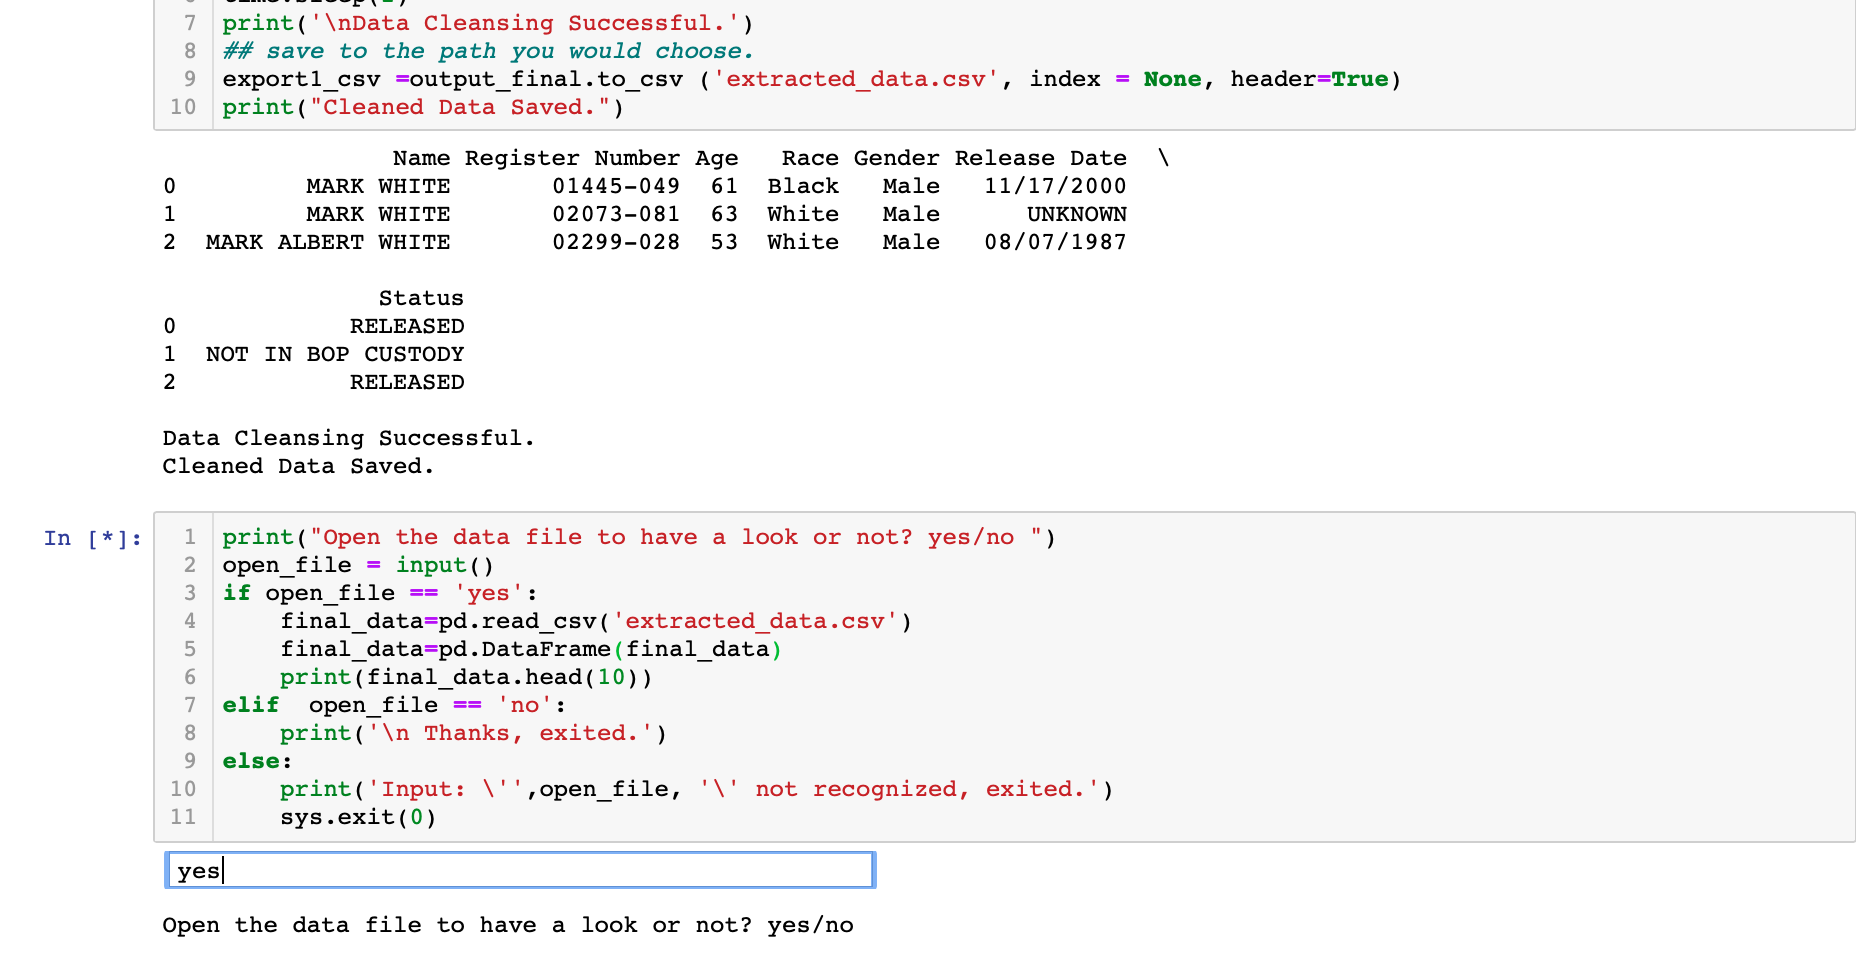 7 print('\nData Cleansing Successful.')
8 ## save to the path you would choose.
9 export1_csv =output_final.to_csv ('extracted_data.csv', index = None, header=True)
10 print("Cleaned Data Saved.")
Name Register Number Age Race Gender Release Date \
0 MARK WHITE 01445-049 61 Black Male 11/17/2000
1 MARK WHITE 02073-081 63 White Male UNKNOWN
2 MARK ALBERT WHITE 02299-028 53 White Male 08/07/1987
Status
0 RELEASED
1 NOT IN BOP CUSTODY
2 RELEASED
Data Cleansing Successful.
Cleaned Data Saved.
In [*]:
1 print("Open the data file to have a look or not? yes/no ")
2 open_file = input()
3 if open_file == 'yes':
4     final_data=pd.read_csv('extracted_data.csv')
5     final_data=pd.DataFrame(final_data)
6     print(final_data.head(10))
7 elif  open_file == 'no':
8     print('\n Thanks, exited.')
9 else:
10     print('Input: \'',open_file, '\' not recognized, exited.')
11     sys.exit(0)
yes
Open the data file to have a look or not? yes/no